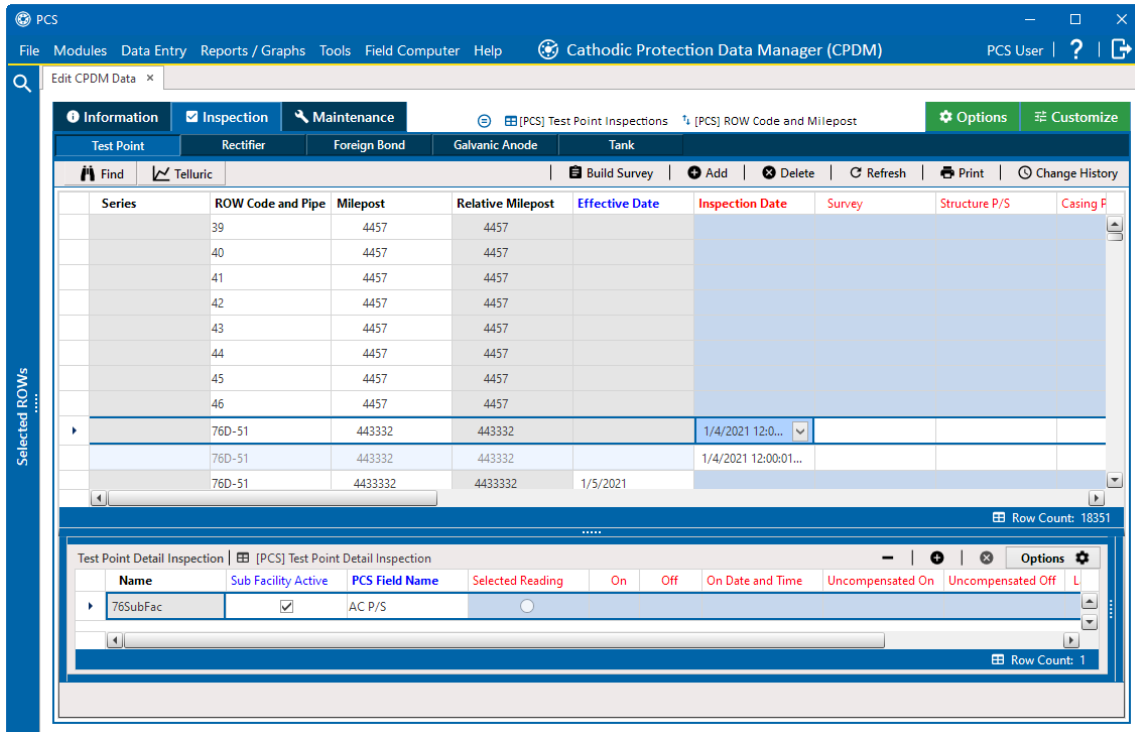 PCS
File Modules Data Entry Reports / Graphs Tools Field Computer Help Cathodic Protection Data Manager (CPDM) PCS User | ? |
Edit CPDM Data ×
Information Inspection Maintenance [PCS] Test Point Inspections [PCS] ROW Code and Milepost Options Customize
Test Point Rectifier Foreign Bond Galvanic Anode Tank
Find Telluric | Build Survey | Add | Delete | Refresh | Print | Change History
Series ROW Code and Pipe Milepost Relative Milepost Effective Date Inspection Date Survey Structure P/S Casing P
39 4457 4457
40 4457 4457
41 4457 4457
42 4457 4457
43 4457 4457
44 4457 4457
45 4457 4457
46 4457 4457
76D-51 443332 443332 1/4/2021 12:0...
76D-51 443332 443332 1/4/2021 12:00:01...
76D-51 4433332 4433332 1/5/2021
Row Count: 18351
Selected ROWs
Test Point Detail Inspection | [PCS] Test Point Detail Inspection Options
Name Sub Facility Active PCS Field Name Selected Reading On Off On Date and Time Uncompensated On Uncompensated Off L
76SubFac AC P/S
Row Count: 1